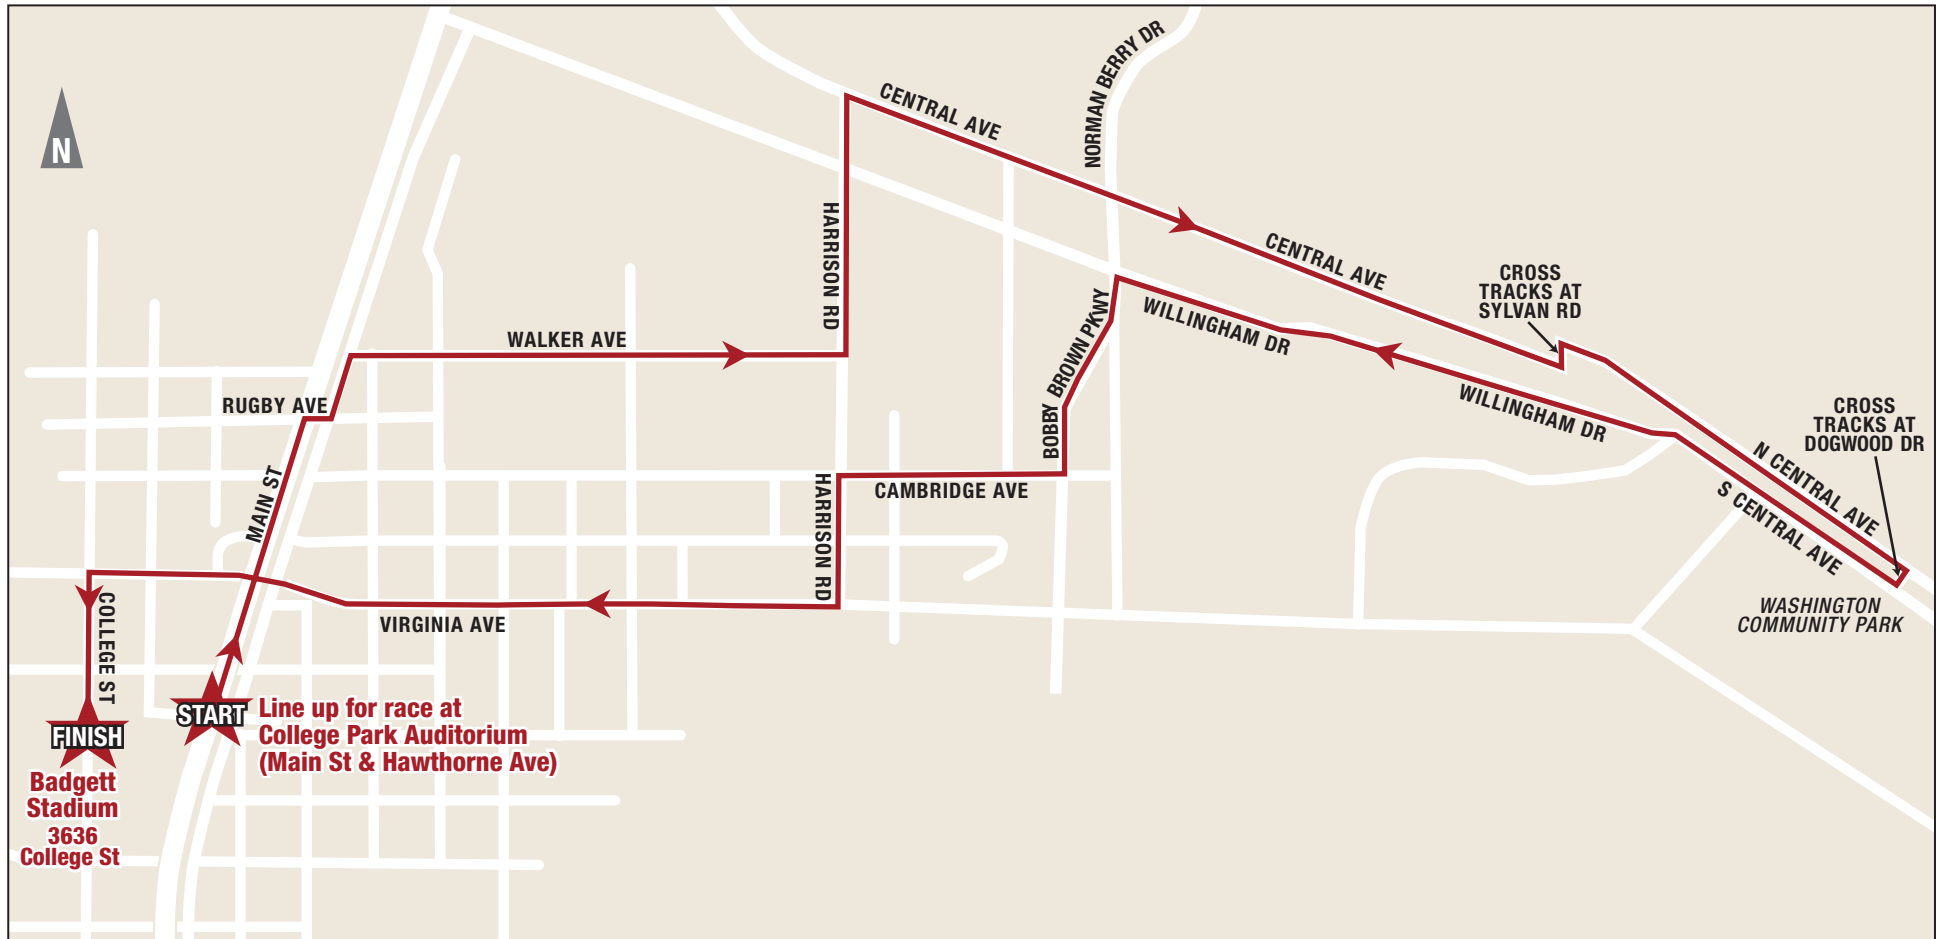 N
NORMAN BERRY DR
CENTRAL AVE
HARRISON RD
CENTRAL AVE
CROSS
TRACKS AT
SYLVAN RD
WALKER AVE
WILLINGHAM DR
BOBBY BROWN PKWY
RUGBY AVE
WILLINGHAM DR
CROSS
TRACKS AT
DOGWOOD DR
N CENTRAL AVE
MAIN ST
CAMBRIDGE AVE
HARRISON RD
S CENTRAL AVE
COLLEGE ST
VIRGINIA AVE
WASHINGTON
COMMUNITY PARK
START
Line up for race at
College Park Auditorium
(Main St & Hawthorne Ave)
FINISH
Badgett
Stadium
3636
College St